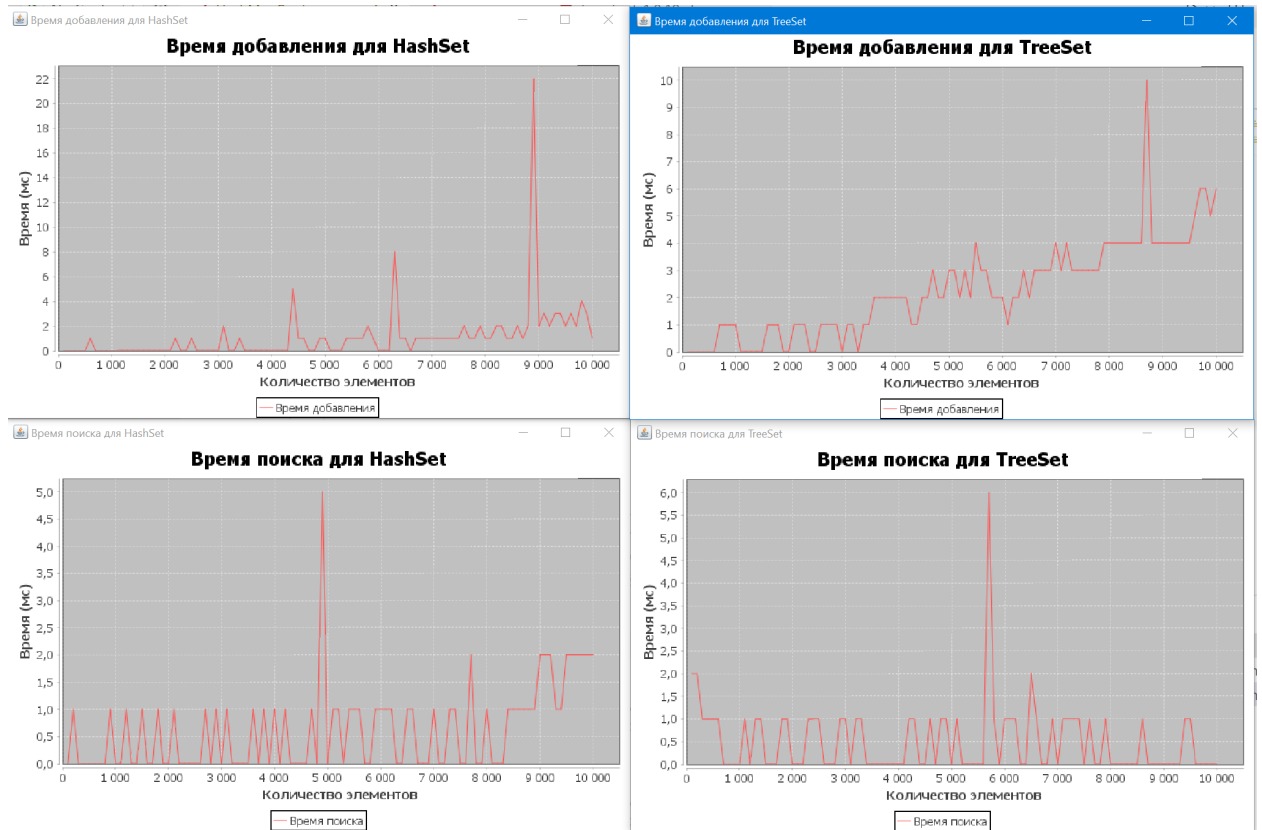 Время добавления для HashSet
Время добавления для HashSet
22
20
18
16
14
12
10
8
6
4
2
0
Время (мс)
0 1 000 2 000 3 000 4 000 5 000 6 000 7 000 8 000 9 000 10 000
Количество элементов
Время добавления
Время добавления для TreeSet
Время добавления для TreeSet
10
9
8
7
6
5
4
3
2
1
0
Время (мс)
0 1 000 2 000 3 000 4 000 5 000 6 000 7 000 8 000 9 000 10 000
Количество элементов
Время добавления
Время поиска для HashSet
Время поиска для HashSet
5,0
4,5
4,0
3,5
3,0
2,5
2,0
1,5
1,0
0,5
0,0
Время (мс)
0 1 000 2 000 3 000 4 000 5 000 6 000 7 000 8 000 9 000 10 000
Количество элементов
Время поиска
Время поиска для TreeSet
Время поиска для TreeSet
6,0
5,5
5,0
4,5
4,0
3,5
3,0
2,5
2,0
1,5
1,0
0,5
0,0
Время (мс)
0 1 000 2 000 3 000 4 000 5 000 6 000 7 000 8 000 9 000 10 000
Количество элементов
Время поиска